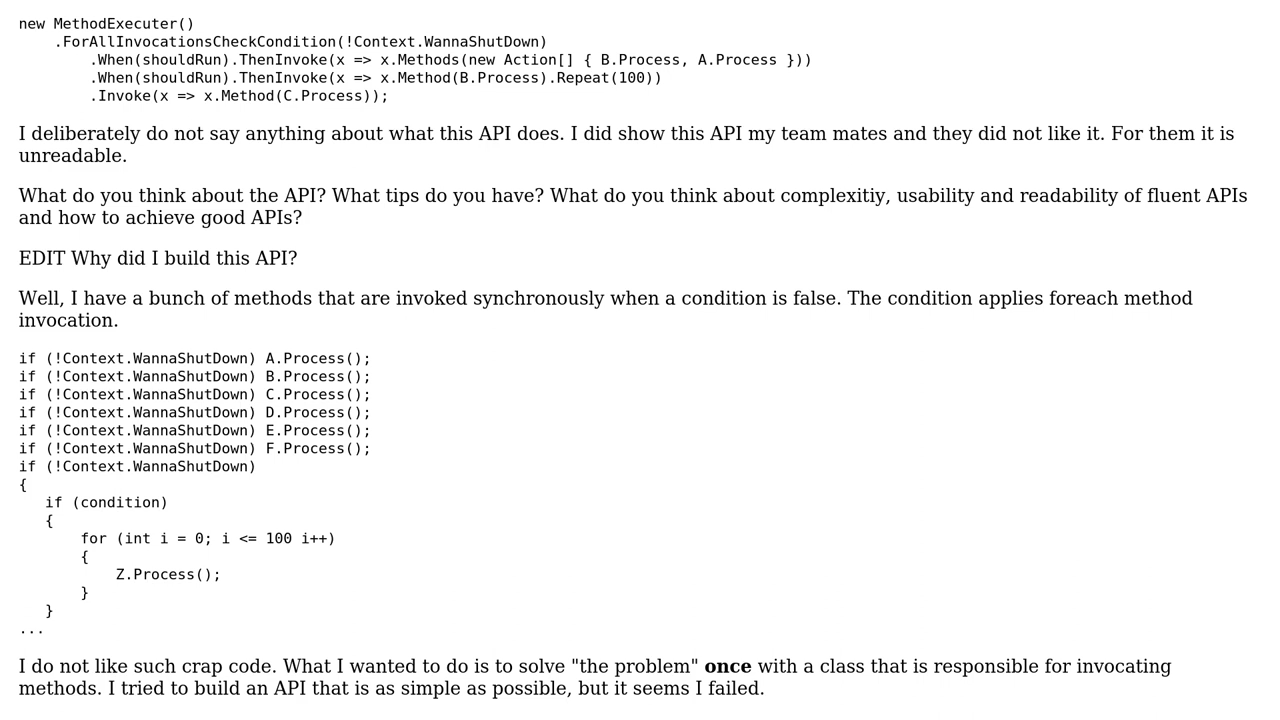 new MethodExecuter()
    .ForAllInvocationsCheckCondition(!Context.WannaShutDown)
        .When(shouldRun).ThenInvoke(x => x.Methods(new Action[] { B.Process, A.Process }))
        .When(shouldRun).ThenInvoke(x => x.Method(B.Process).Repeat(100))
        .Invoke(x => x.Method(C.Process));
I deliberately do not say anything about what this API does. I did show this API my team mates and they did not like it. For them it is
unreadable.
What do you think about the API? What tips do you have? What do you think about complexitiy, usability and readability of fluent APIs
and how to achieve good APIs?
EDIT Why did I build this API?
Well, I have a bunch of methods that are invoked synchronously when a condition is false. The condition applies foreach method
invocation.
if (!Context.WannaShutDown) A.Process();
if (!Context.WannaShutDown) B.Process();
if (!Context.WannaShutDown) C.Process();
if (!Context.WannaShutDown) D.Process();
if (!Context.WannaShutDown) E.Process();
if (!Context.WannaShutDown) F.Process();
if (!Context.WannaShutDown)
{
   if (condition)
   {
       for (int i = 0; i <= 100 i++)
       {
           Z.Process();
       }
   }
...
I do not like such crap code. What I wanted to do is to solve "the problem" once with a class that is responsible for invocating
methods. I tried to build an API that is as simple as possible, but it seems I failed.